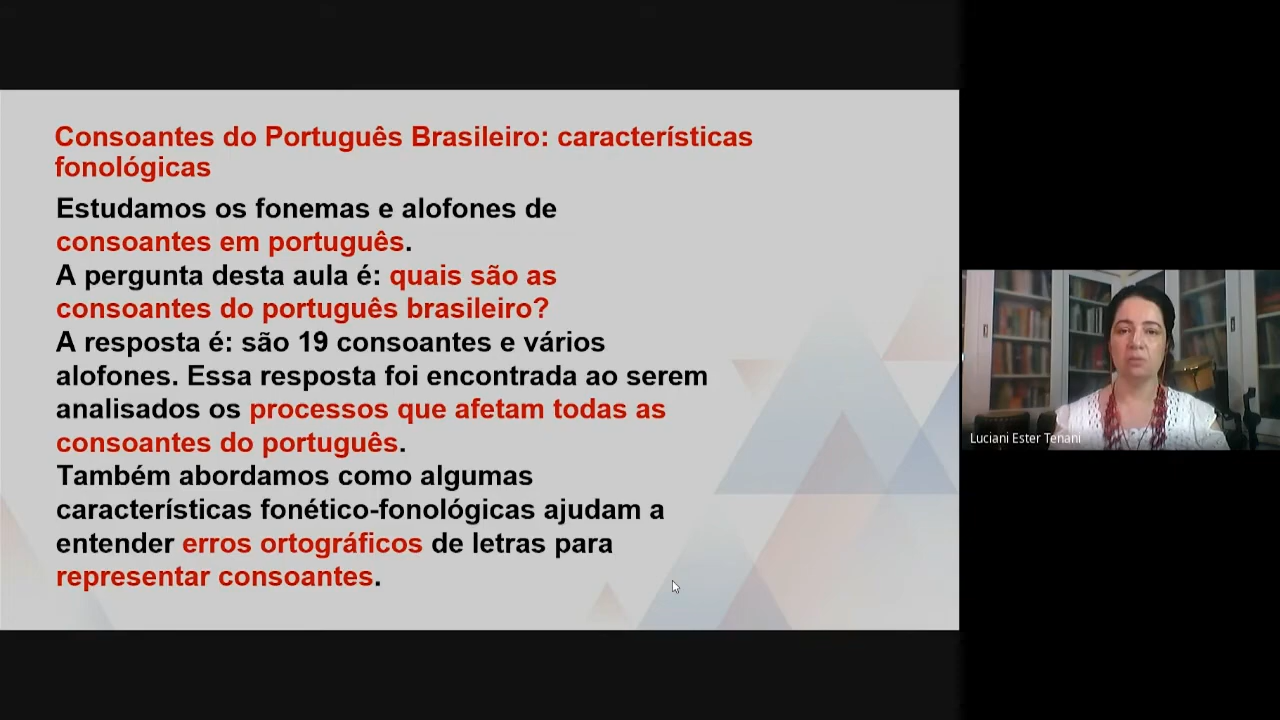 Consoantes do Português Brasileiro: características
fonológicas
Estudamos os fonemas e alofones de
consoantes em português.
A pergunta desta aula é: quais são as
consoantes do português brasileiro?
A resposta é: são 19 consoantes e vários
alofones. Essa resposta foi encontrada ao serem
analisados os processos que afetam todas as
consoantes do português.
Também abordamos como algumas
características fonético-fonológicas ajudam a
entender erros ortográficos de letras para
representar consoantes.
Luciani Ester Tenani